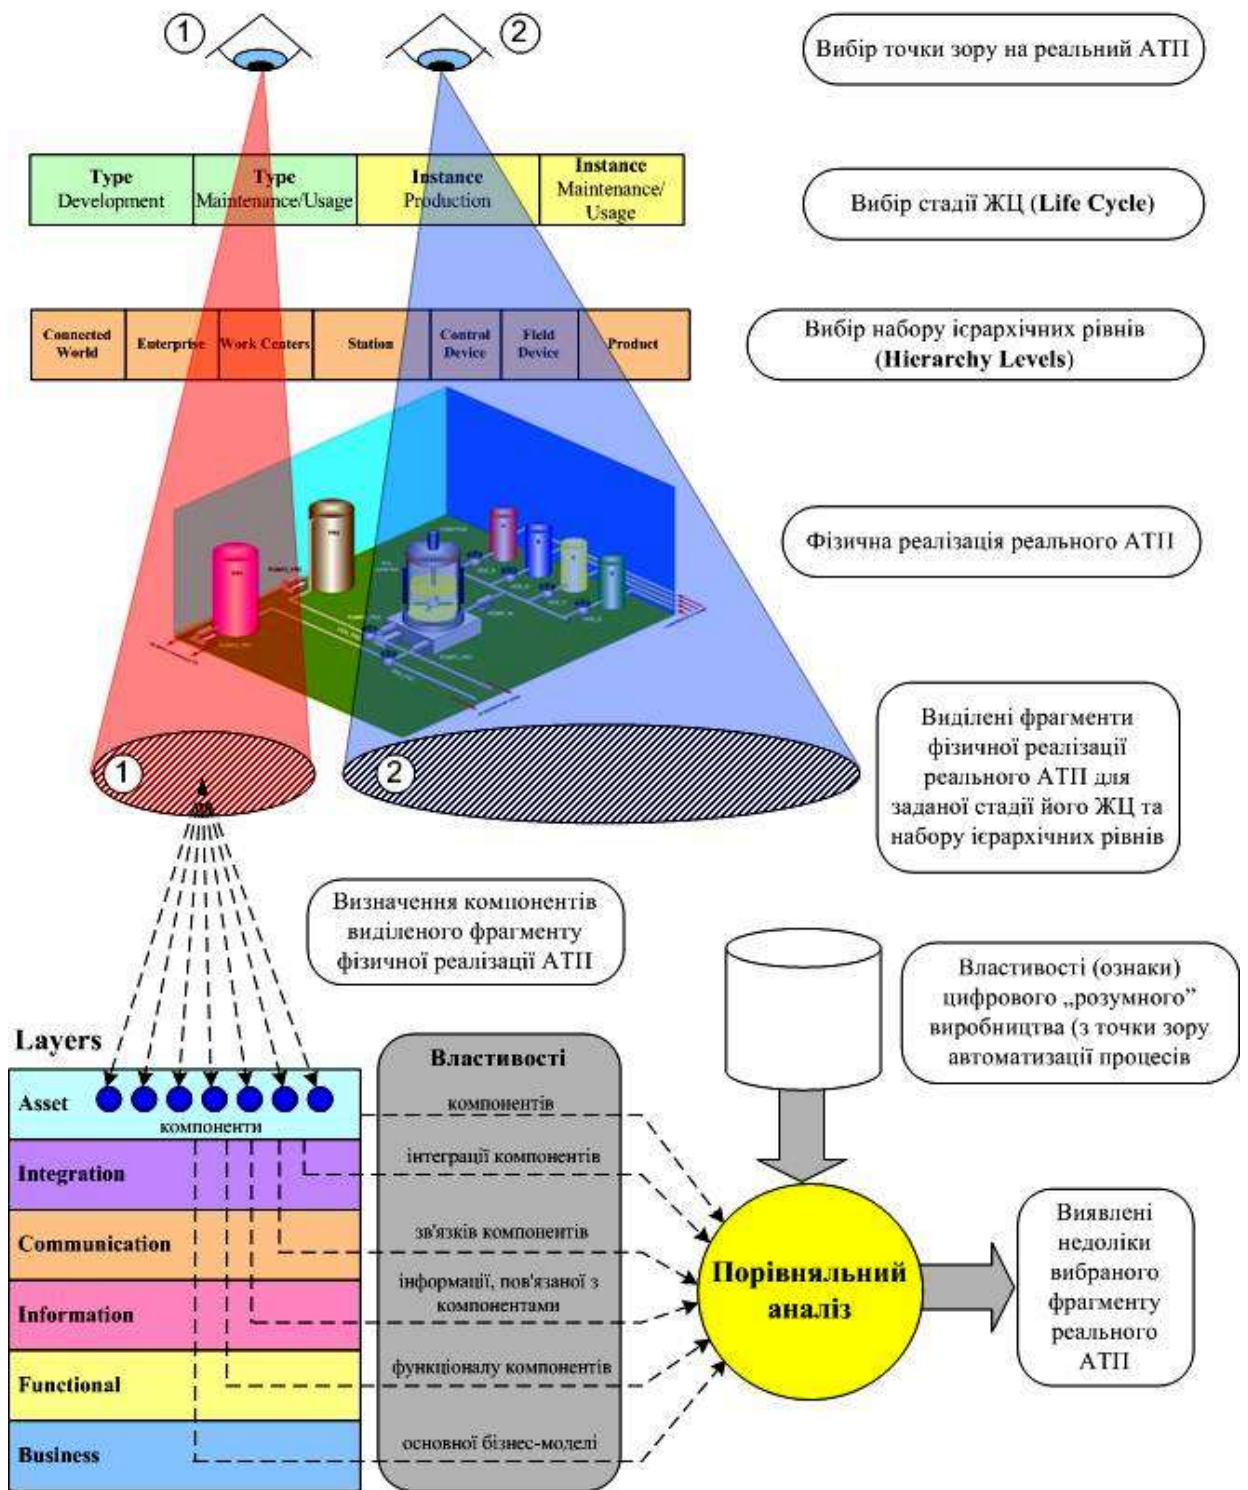 1
2
Вибір точки зору на реальний АТП
Type
Development
Type
Maintenance/Usage
Instance
Production
Instance
Maintenance/
Usage
Вибір стадії ЖЦ (Life Cycle)
Connected
World
Enterprise
Work Centers
Station
Control
Device
Field
Device
Product
Вибір набору ієрархічних рівнів
(Hierarchy Levels)
Фізична реалізація реального АТП
1
2
Виділені фрагменти
фізичної реалізації
реального АТП для
заданої стадії його ЖЦ та
набору ієрархічних рівнів
Визначення компонентів
виділеного фрагменту
фізичної реалізації АТП
Властивості (ознаки)
цифрового „розумного”
виробництва (з точки зору
автоматизації процесів
Layers
Asset
компоненти
Integration
Communication
Information
Functional
Business
Властивості
компонентів
інтеграції компонентів
зв'язків компонентів
інформації, пов'язаної з
компонентами
функціоналу компонентів
основної бізнес-моделі
Порівняльний
аналіз
Виявлені
недоліки
вибраного
фрагменту
реального
АТП